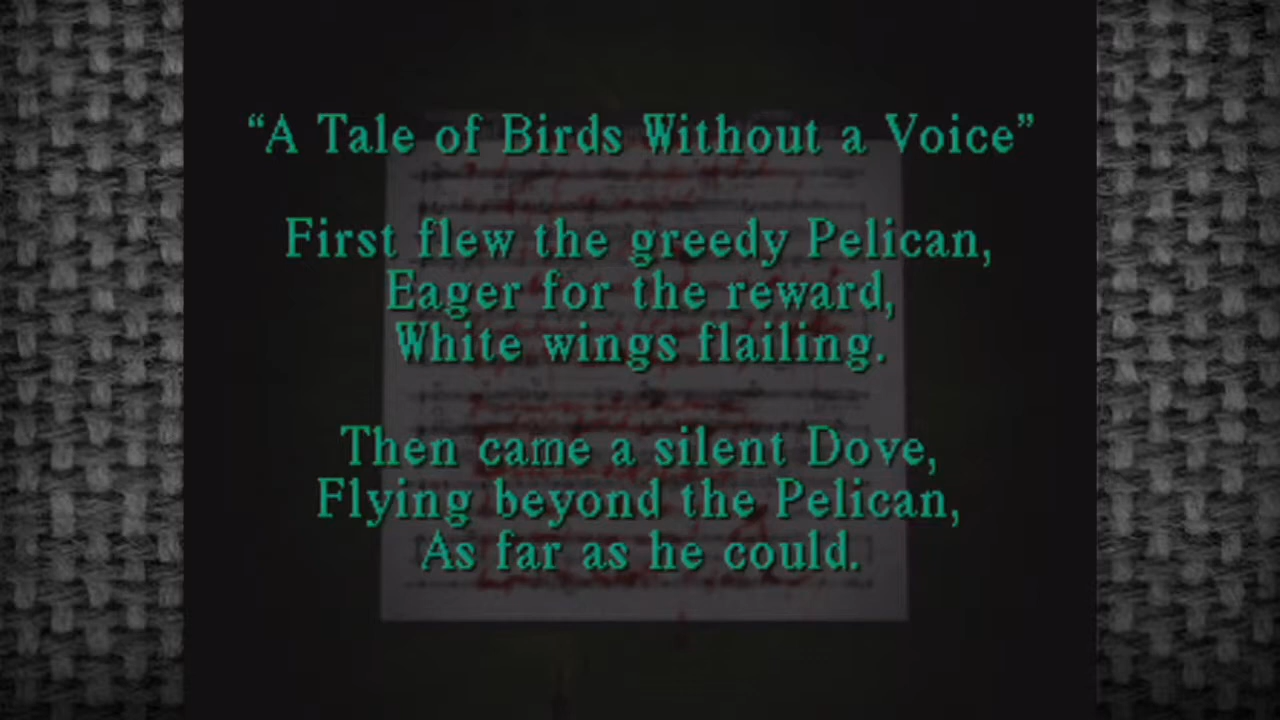 “A Tale of Birds Without a Voice”
First flew the greedy Pelican,
Eager for the reward,
White wings flailing.
Then came a silent Dove,
Flying beyond the Pelican,
As far as he could.